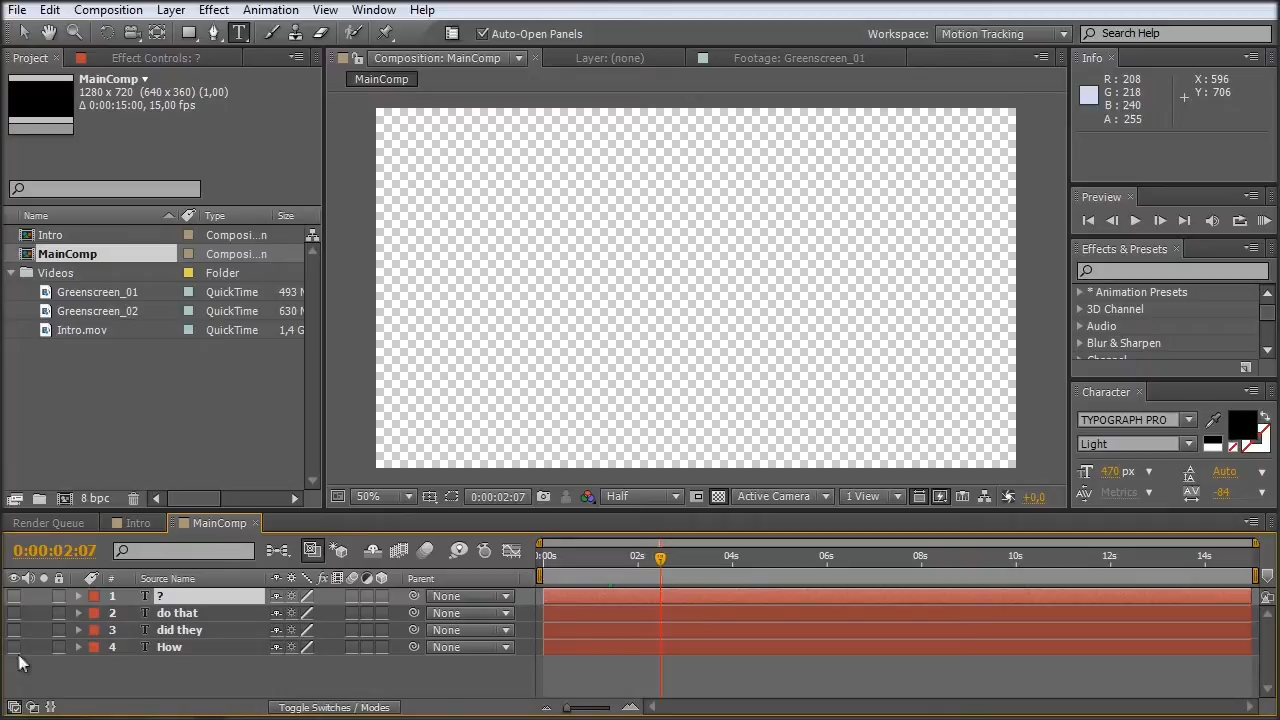 File Edit Composition Layer Effect Animation View Window Help
T Auto-Open Panels Workspace: Motion Tracking Search Help
Project Effect Controls: ? Composition: MainComp Layer: (none) Footage: Greenscreen_01 Info
MainComp
1280 x 720 (640 x 360) (1,00)
Δ 0:00:15:00, 15,00 fps
MainComp
R: 208
G: 218
B: 240
A: 255
X: 596
Y: 706
Preview
Name Type Size
Intro Composi...n
MainComp Composi...n
Videos Folder
Greenscreen_01 QuickTime 493 M
Greenscreen_02 QuickTime 630 M
Intro.mov QuickTime 1,4 G
Effects & Presets
* Animation Presets
3D Channel
Audio
Blur & Sharpen
Channel
Character
TYPOGRAPH PRO
Light
470 px Auto
Metrics -84
8 bpc
50% 0:00:02:07 Half Active Camera 1 View +0,0
Render Queue Intro MainComp
0:00:02:07
:00s 02s 04s 06s 08s 10s 12s 14s
# Source Name fx Parent
1 T ? None
2 T do that None
3 T did they None
4 T How None
Toggle Switches / Modes